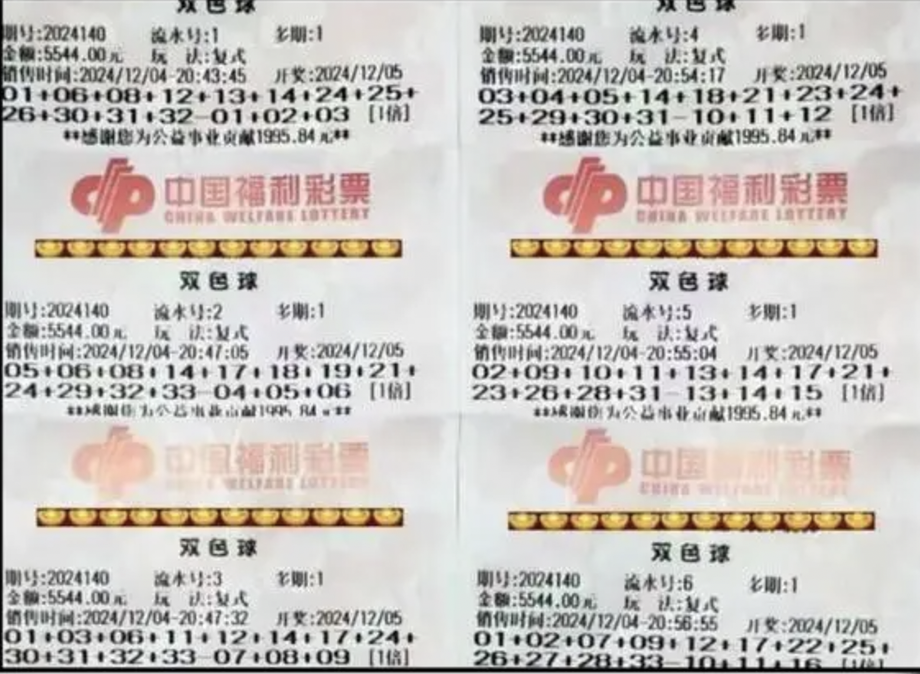 双色球
期号:2024140 流水号:1 多期:1
金额:5544.00元 玩 法:复式
销售时间:2024/12/04-20:43:45 开奖:2024/12/05
01+06+08+12+13+14+24+25+
26+30+31+32-01+02+03 [1倍]
**感谢您为公益事业贡献1995.84元**
中国福利彩票
CHINA WELFARE LOTTERY
双色球
期号:2024140 流水号:2 多期:1
金额:5544.00元 玩 法:复式
销售时间:2024/12/04-20:47:05 开奖:2024/12/05
05+06+08+14+17+18+19+21+
24+29+32+33-04+05+06 [1倍]
**感谢您为公益事业贡献1995.84元**
中国福利彩票
CHINA WELFARE LOTTERY
双色球
期号:2024140 流水号:3 多期:1
金额:5544.00元 玩 法:复式
销售时间:2024/12/04-20:47:32 开奖:2024/12/05
01+03+06+11+12+14+17+24+
30+31+32+33-07+08+09 [1倍]
双色球
期号:2024140 流水号:4 多期:1
金额:5544.00元 玩 法:复式
销售时间:2024/12/04-20:54:17 开奖:2024/12/05
03+04+05+14+18+21+23+24+
25+29+30+31-10+11+12 [1倍]
**感谢您为公益事业贡献1995.84元**
中国福利彩票
CHINA WELFARE LOTTERY
双色球
期号:2024140 流水号:5 多期:1
金额:5544.00元 玩 法:复式
销售时间:2024/12/04-20:55:04 开奖:2024/12/05
02+09+10+11+13+14+17+21+
23+26+28+31-13+14+15 [1倍]
**感谢您为公益事业贡献1995.84元**
中国福利彩票
CHINA WELFARE LOTTERY
双色球
期号:2024140 流水号:6 多期:1
金额:5544.00元 玩 法:复式
销售时间:2024/12/04-20:56:55 开奖:2024/12/05
01+02+07+09+12+17+22+25+
26+27+28+33-10+11+16 [1倍]